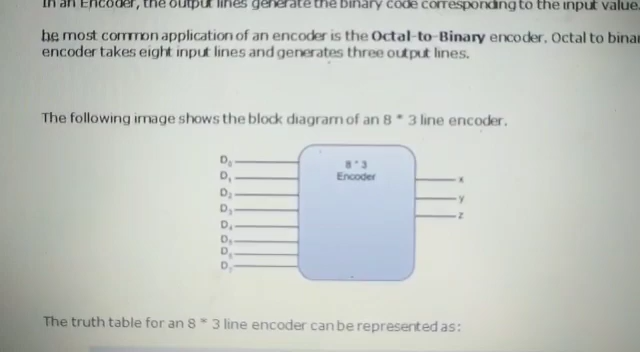 In an Encoder, the output lines generate the binary code corresponding to the input value.
he most common application of an encoder is the Octal-to-Binary encoder. Octal to binar
encoder takes eight input lines and generates three output lines.
The following image shows the block diagram of an 8 * 3 line encoder.
8 * 3
Encoder
D₀
D₁
D₂
D₃
D₄
D₅
D₆
D₇
x
y
z
The truth table for an 8 * 3 line encoder can be represented as: